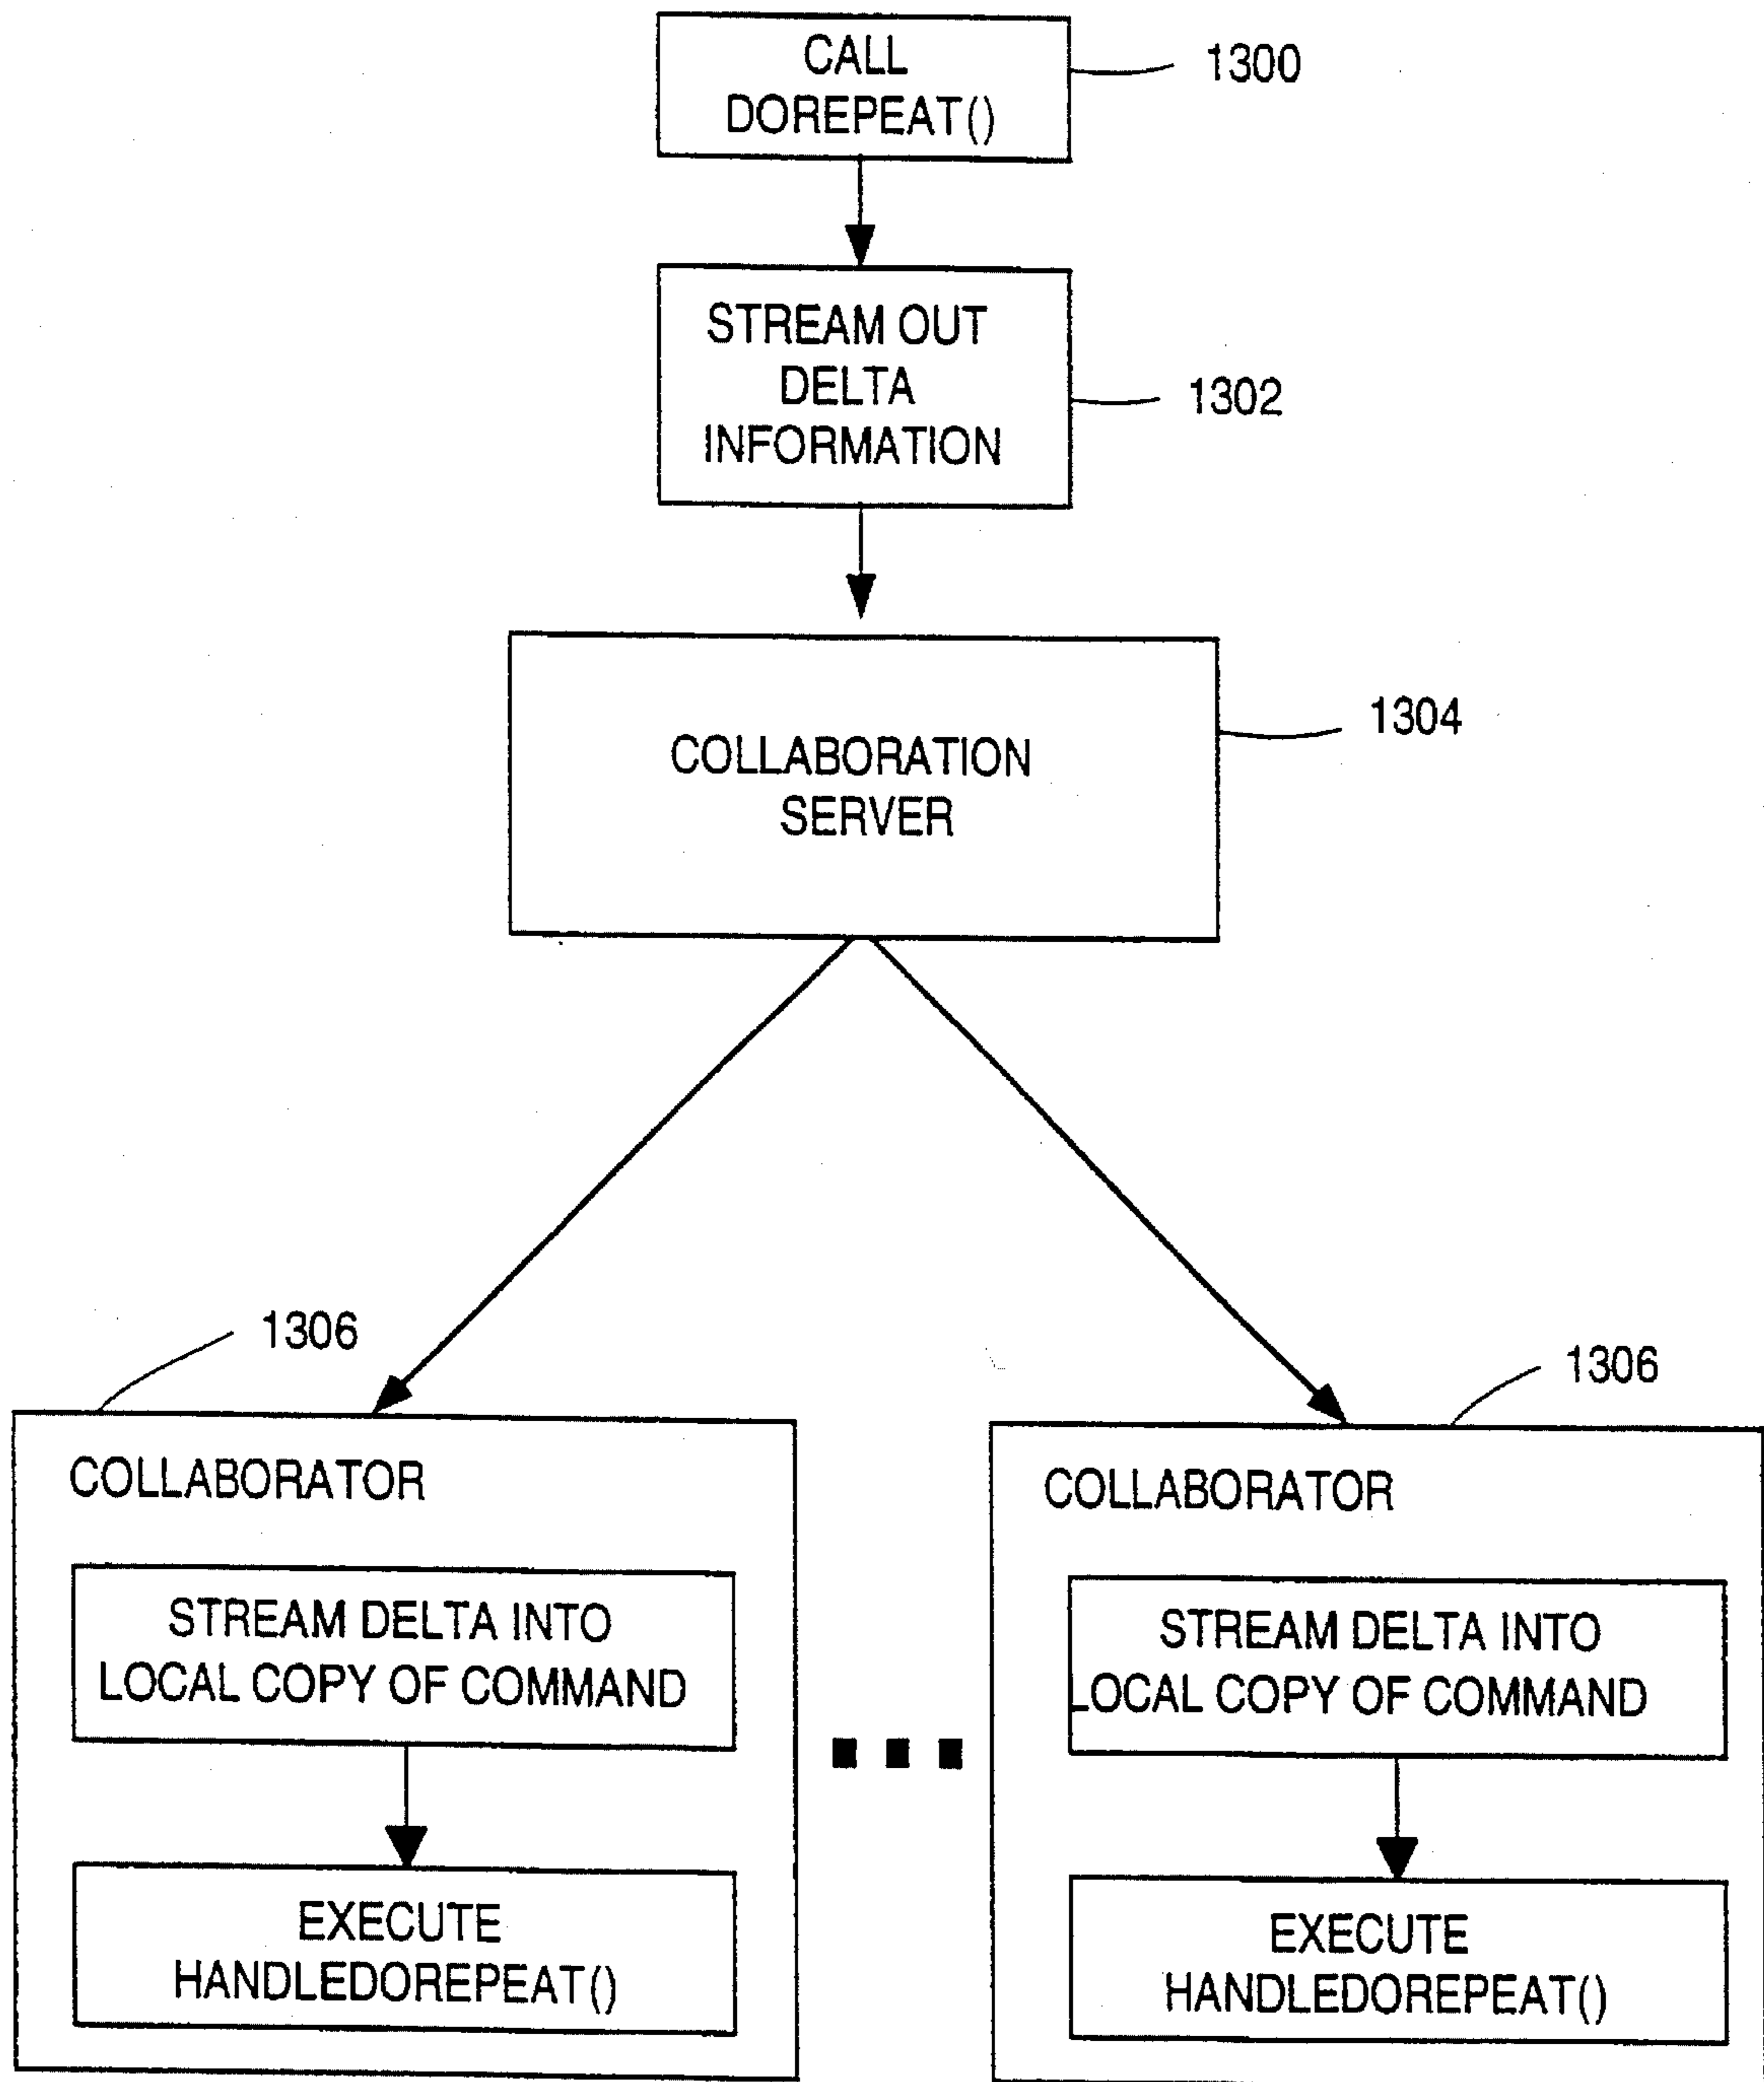 CALL
DOREPEAT()
1300
STREAM OUT
DELTA
INFORMATION
1302
COLLABORATION
SERVER
1304
1306
1306
COLLABORATOR
STREAM DELTA INTO
LOCAL COPY OF COMMAND
EXECUTE
HANDLEDOREPEAT()
COLLABORATOR
STREAM DELTA INTO
LOCAL COPY OF COMMAND
EXECUTE
HANDLEDOREPEAT()